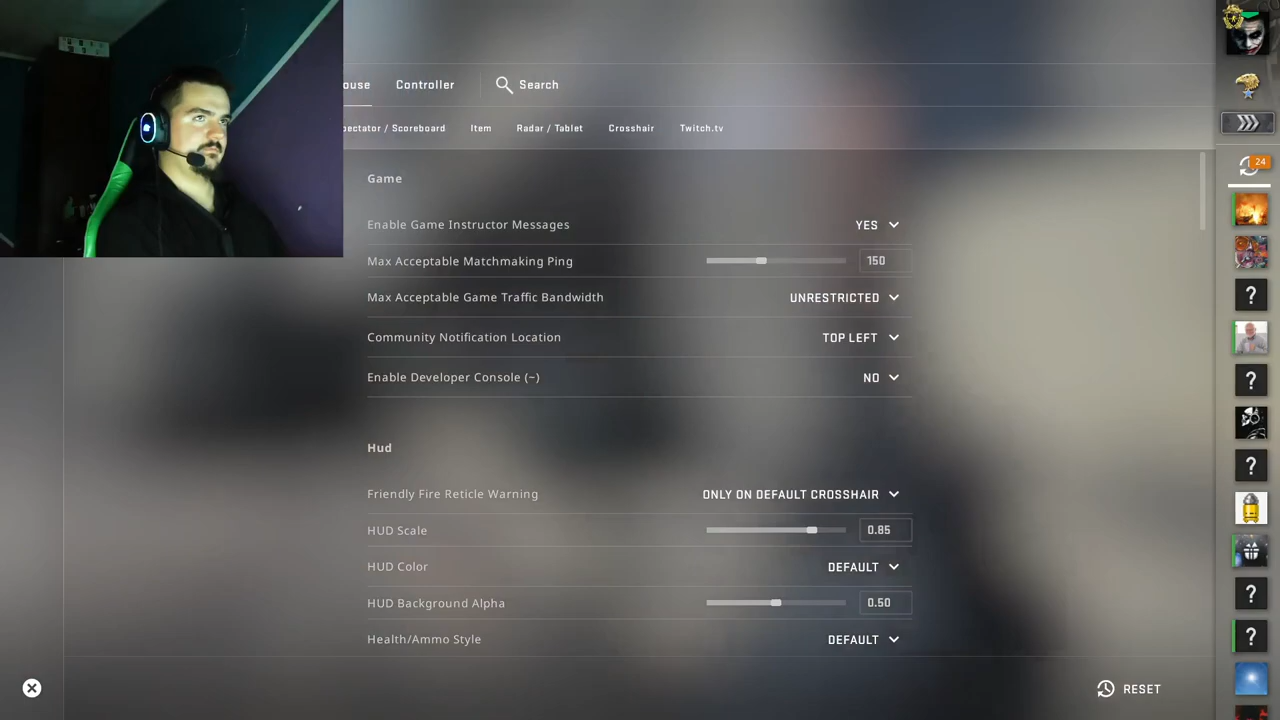 ouse Controller Search
pectator / Scoreboard Item Radar / Tablet Crosshair Twitch.tv
24
Game
Enable Game Instructor Messages YES
Max Acceptable Matchmaking Ping 150
Max Acceptable Game Traffic Bandwidth UNRESTRICTED
Community Notification Location TOP LEFT
Enable Developer Console (~) NO
Hud
Friendly Fire Reticle Warning ONLY ON DEFAULT CROSSHAIR
HUD Scale 0.85
HUD Color DEFAULT
HUD Background Alpha 0.50
Health/Ammo Style DEFAULT
RESET